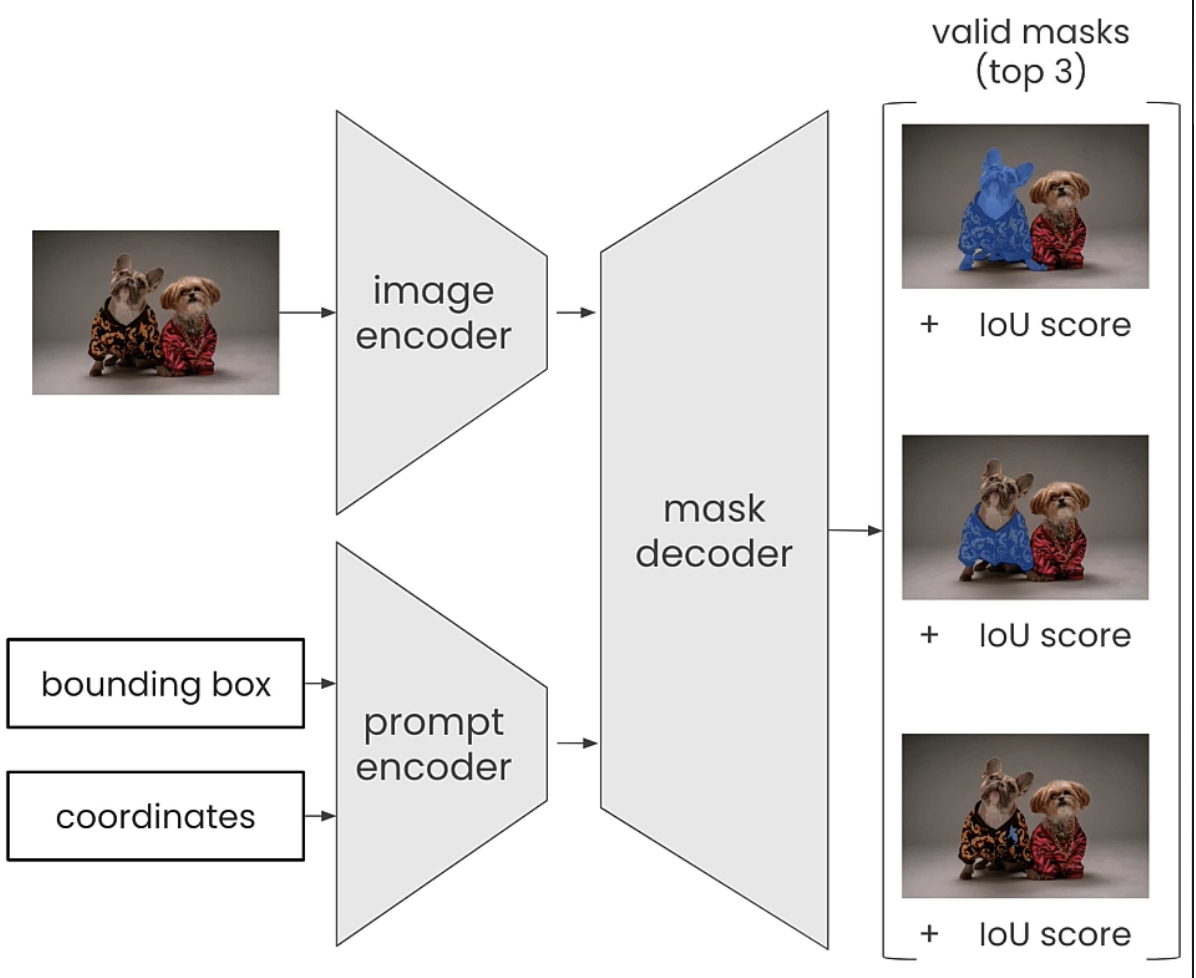 valid masks
(top 3)
image
encoder
+ IoU score
mask
decoder
+ IoU score
bounding box
prompt
encoder
coordinates
+ IoU score